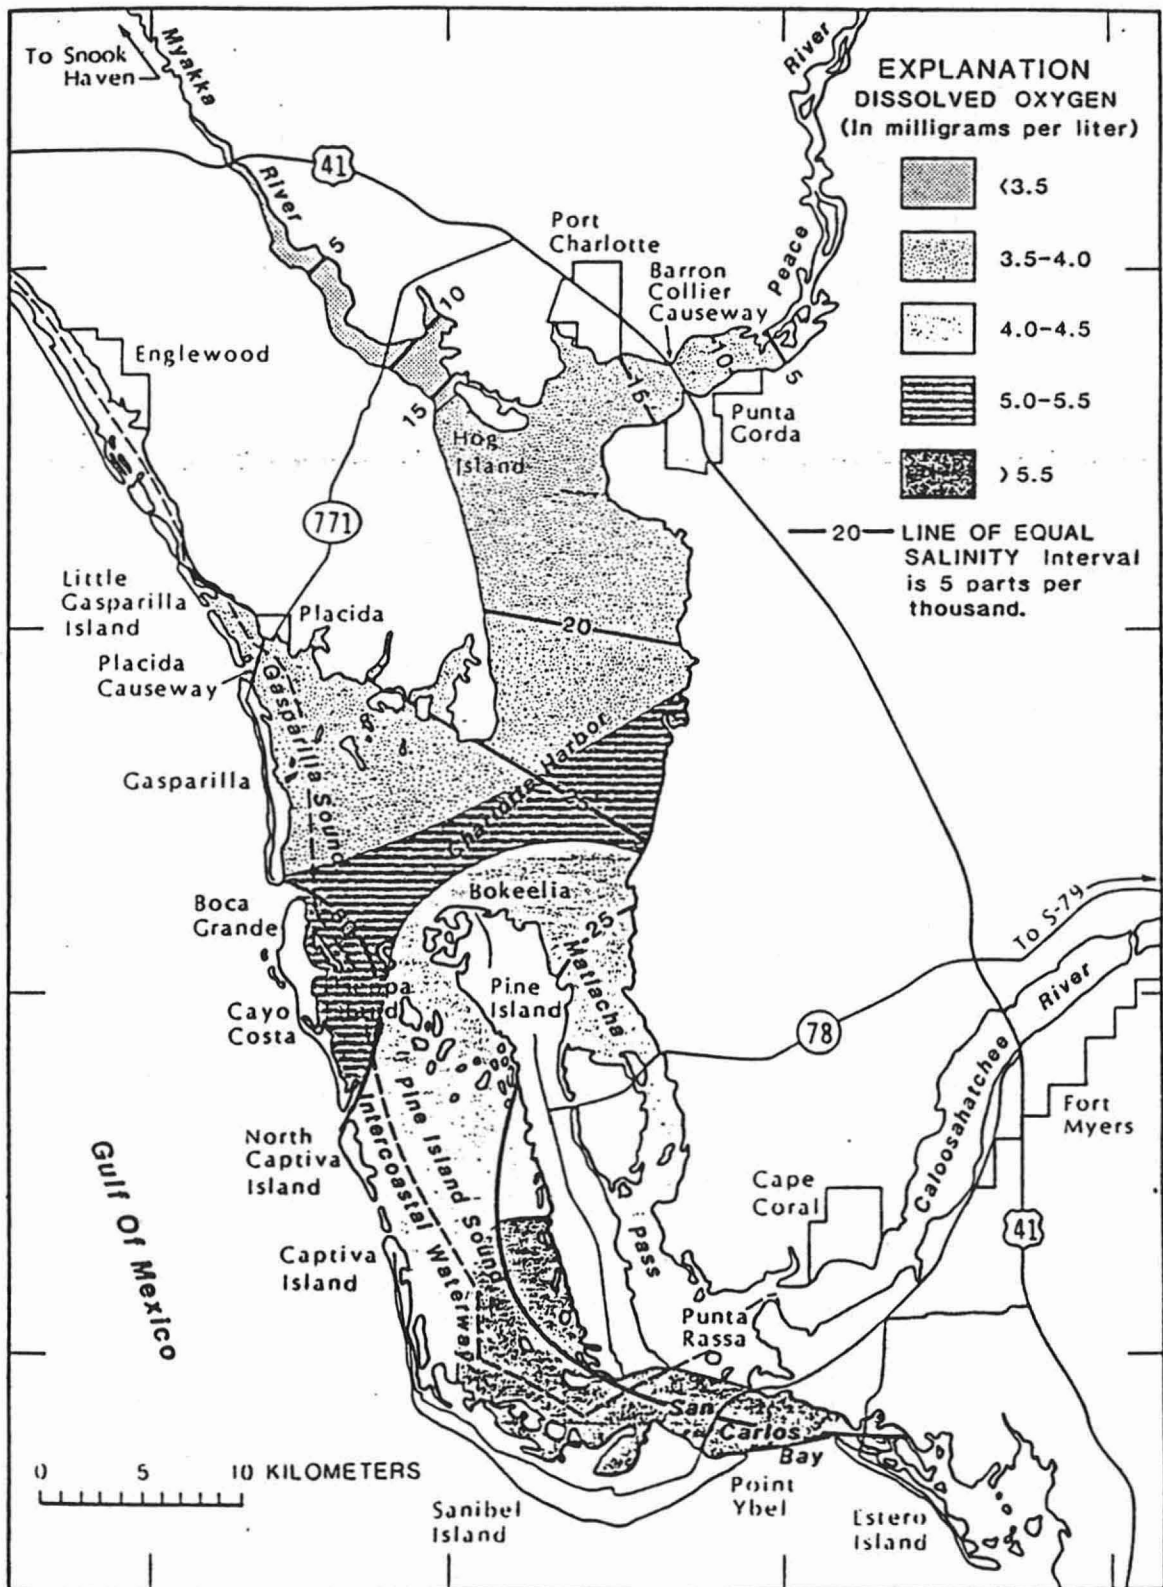 To Snook
Haven
Myakka
River
41
5
10
15
Port
Charlotte
Barron
Collier
Causeway
River
Peace
10
5
15
Punta
Gorda
EXPLANATION
DISSOLVED OXYGEN
(In milligrams per liter)
<3.5
3.5-4.0
4.0-4.5
5.0-5.5
>5.5
20 LINE OF EQUAL
SALINITY Interval
is 5 parts per
thousand.
Englewood
Hog
Island
771
Little
Gasparilla
Island
Placida
Placida
Causeway
20
Gasparilla Sound
Gasparilla
Charlotte Harbor
Boca
Grande
Bokeelia
25
Matlacha
Pass
Pine
Island
Cayo
Costa
78
To S-79
Caloosahatchee
River
Fort
Myers
Pine Island Sound
Intercoastal Waterway
North
Captiva
Island
Gulf Of Mexico
Captiva
Island
Cape
Coral
41
Punta
Rassa
San
Carlos
Bay
Point
Ybel
Sanibel
Island
Estero
Island
0 5 10 KILOMETERS